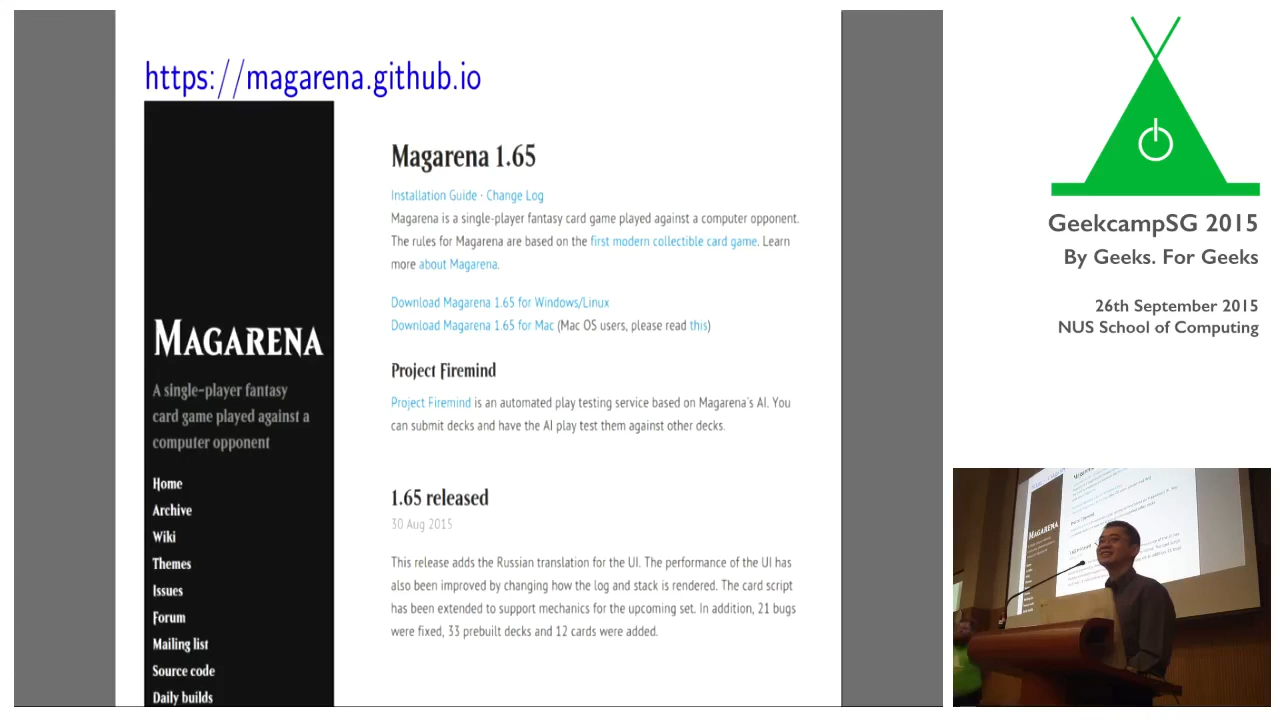 https://magarena.github.io
MAGARENA
A single-player fantasy
card game played against a
computer opponent
Home
Archive
Wiki
Themes
Issues
Forum
Mailing list
Source code
Daily builds
Magarena 1.65
Installation Guide · Change Log
Magarena is a single-player fantasy card game played against a computer opponent.
The rules for Magarena are based on the first modern collectible card game. Learn
more about Magarena.
Download Magarena 1.65 for Windows/Linux
Download Magarena 1.65 for Mac (Mac OS users, please read this)
Project Firemind
Project Firemind is an automated play testing service based on Magarena's AI. You
can submit decks and have the AI play test them against other decks.
1.65 released
30 Aug 2015
This release adds the Russian translation for the UI. The performance of the UI has
also been improved by changing how the log and stack is rendered. The card script
has been extended to support mechanics for the upcoming set. In addition, 21 bugs
were fixed, 33 prebuilt decks and 12 cards were added.
GeekcampSG 2015
By Geeks. For Geeks
26th September 2015
NUS School of Computing
MAGARENA